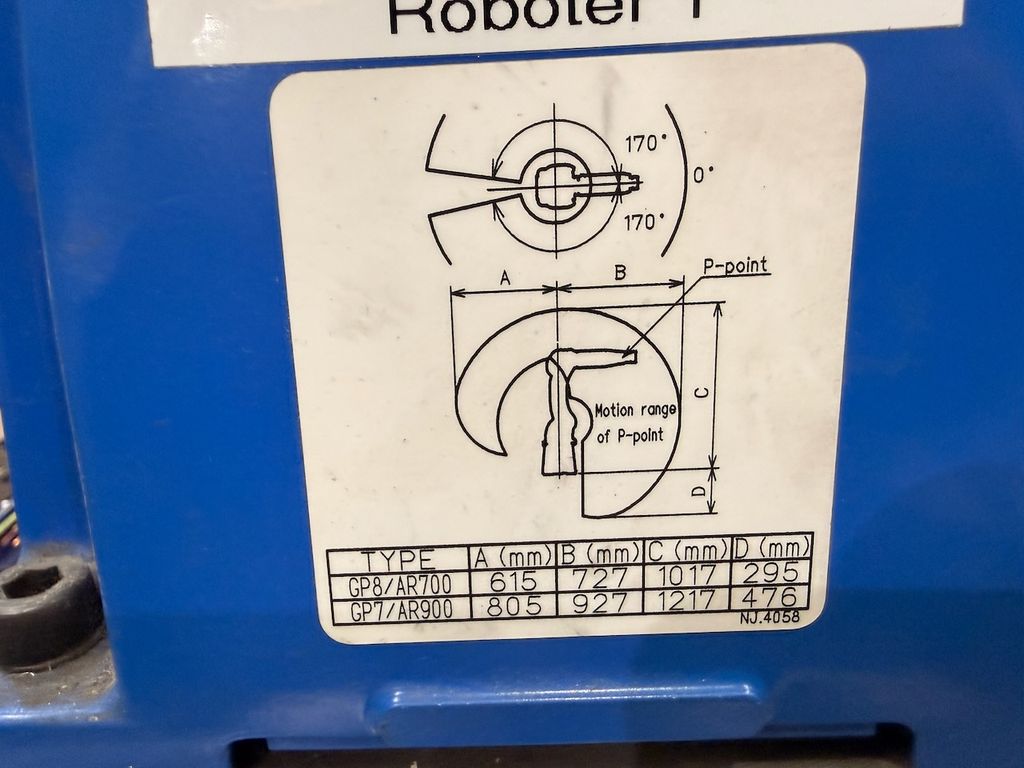 Roboter 1
170°
0°
170°
A B P-point
C
Motion range
of P-point
D
TYPE A (mm) B (mm) C (mm) D (mm)
GP8/AR700 615 727 1017 295
GP7/AR900 805 927 1217 476
NJ.4058